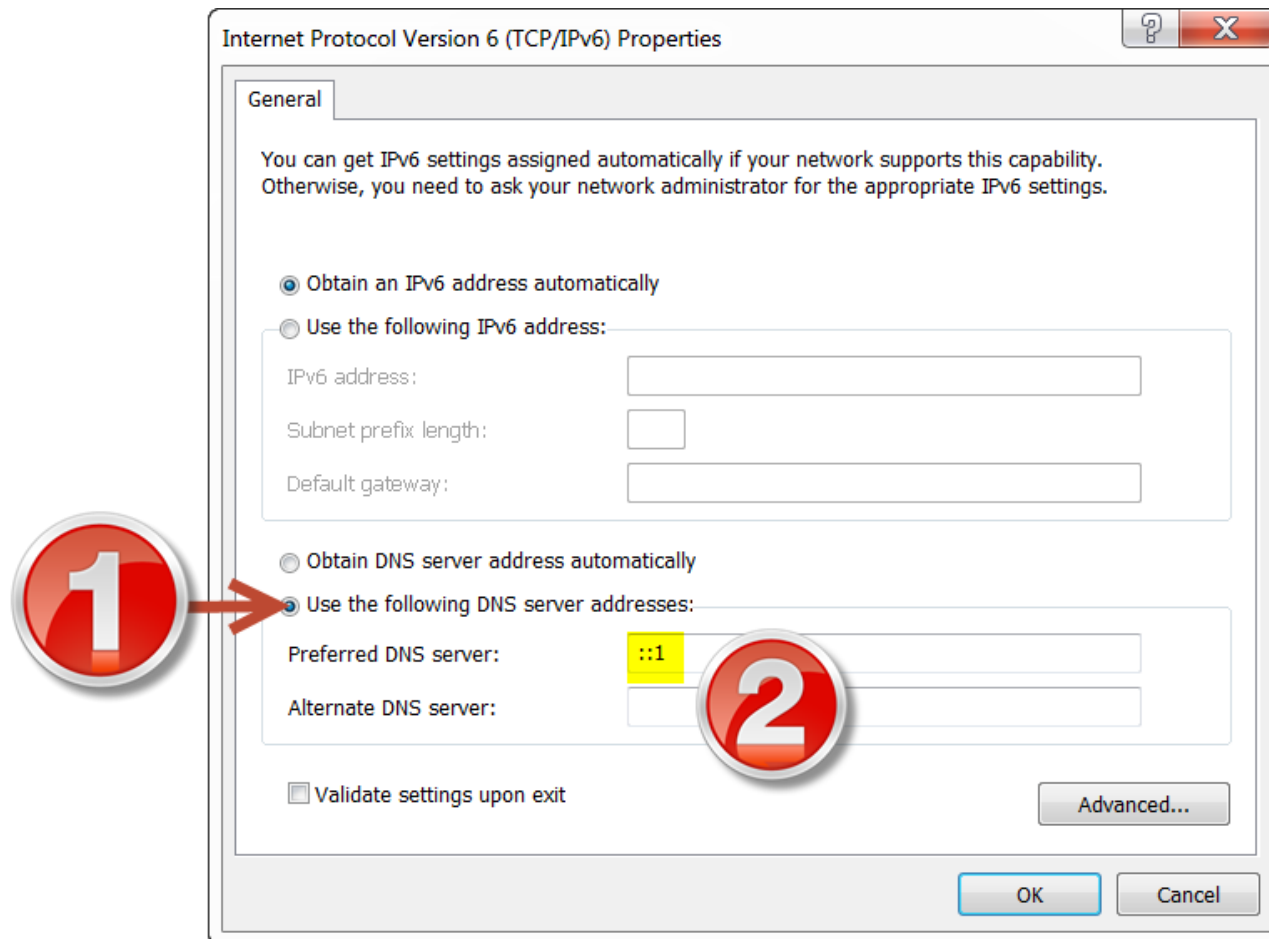 Internet Protocol Version 6 (TCP/IPv6) Properties
?
X
General
You can get IPv6 settings assigned automatically if your network supports this capability.
Otherwise, you need to ask your network administrator for the appropriate IPv6 settings.
Obtain an IPv6 address automatically
Use the following IPv6 address:
IPv6 address:
Subnet prefix length:
Default gateway:
Obtain DNS server address automatically
1
Use the following DNS server addresses:
Preferred DNS server: ::1
2
Alternate DNS server:
Validate settings upon exit
Advanced...
OK Cancel